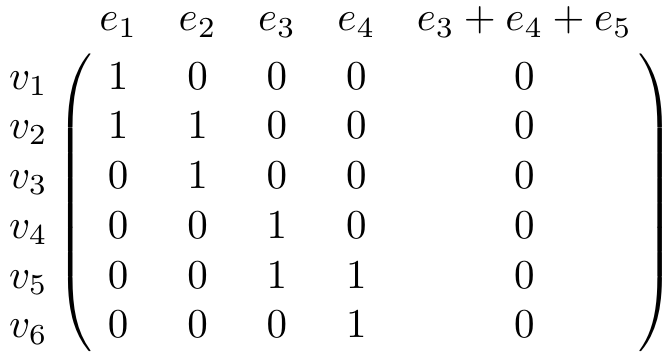 e₁ e₂ e₃ e₄ e₃ + e₄ + e₅
v₁ 1 0 0 0 0
v₂ 1 1 0 0 0
v₃ 0 1 0 0 0
v₄ 0 0 1 0 0
v₅ 0 0 1 1 0
v₆ 0 0 0 1 0